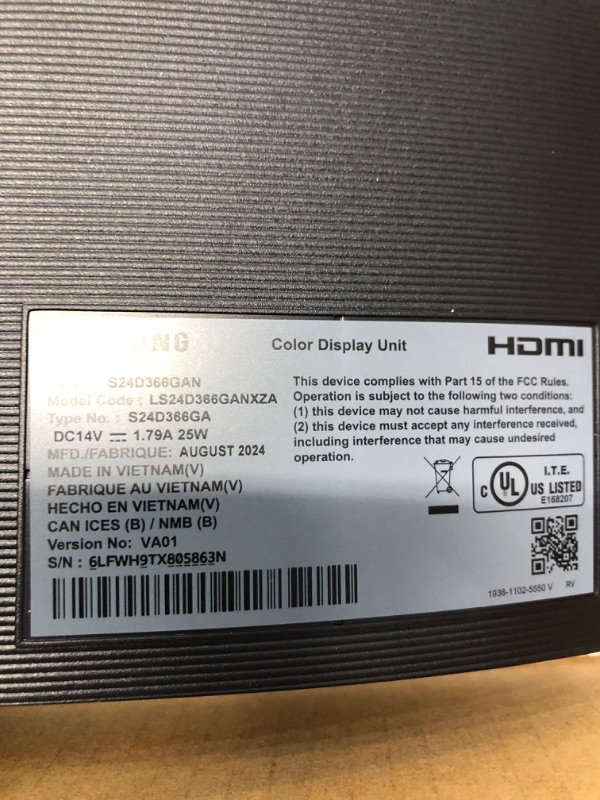 Color Display Unit
HDMI
S24D366GAN
Model Code : LS24D366GANXZA
Type No. : S24D366GA
DC14V ⎓ 1.79A 25W
MFD./FABRIQUE: AUGUST 2024
MADE IN VIETNAM(V)
FABRIQUE AU VIETNAM(V)
HECHO EN VIETNAM(V)
CAN ICES (B) / NMB (B)
Version No: VA01
S/N : 6LFWH9TX805863N
This device complies with Part 15 of the FCC Rules.
Operation is subject to the following two conditions:
(1) this device may not cause harmful interference, and
(2) this device must accept any interference received,
including interference that may cause undesired
operation.
I.T.E.
C UL US LISTED
E168207
1936-1102-5550 V RV